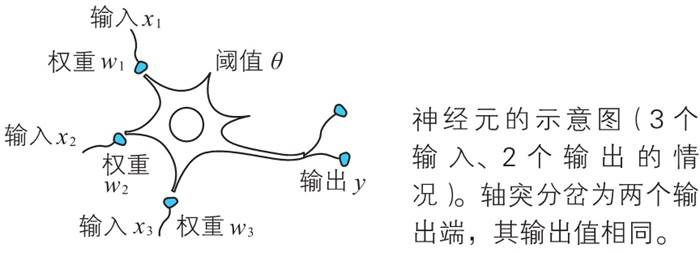 输入 x₁
权重 w₁
阈值 θ
输入 x₂
权重
w₂
输出 y
输入 x₃
权重 w₃
神经元的示意图（3个
输入、2个输出的情
况）。轴突分岔为两个输
出端，其输出值相同。